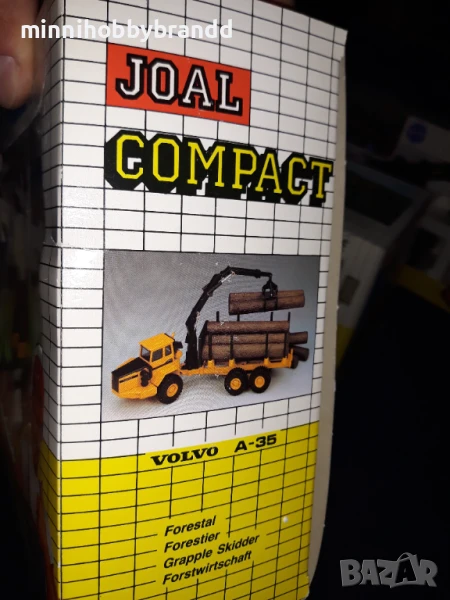 minnihobbybrandd
JOAL
COMPACT
VOLVO A-35
Forestal
Forestier
Grapple Skidder
Forstwirtschaft
BAZAR